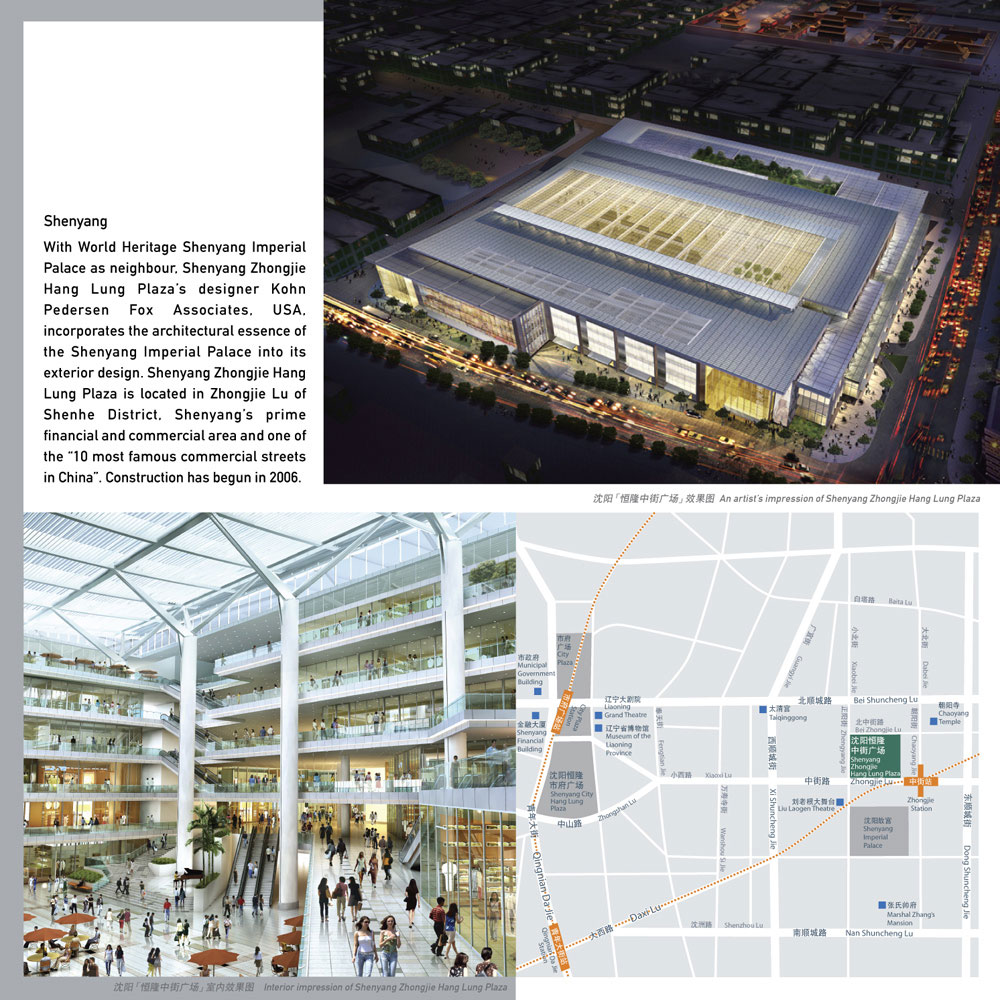 Shenyang
With World Heritage Shenyang Imperial
Palace as neighbour, Shenyang Zhongjie
Hang Lung Plaza's designer Kohn
Pedersen Fox Associates, USA,
incorporates the architectural essence of
the Shenyang Imperial Palace into its
exterior design. Shenyang Zhongjie Hang
Lung Plaza is located in Zhongjie Lu of
Shenhe District, Shenyang's prime
financial and commercial area and one of
the "10 most famous commercial streets
in China". Construction has begun in 2006.
沈阳「恒隆中街广场」效果图 An artist's impression of Shenyang Zhongjie Hang Lung Plaza
白塔路 Baita Lu
市府
广场
City
Plaza
市政府
Municipal
Government
Building
市府广场站
City Plaza
Station
金融大厦
Shenyang
Financial
Building
辽宁大剧院
Liaoning
Grand Theatre
辽宁省博物馆
Museum of the
Liaoning
Province
奉天街
Fengtian Jie
广宜街
Guangyi Jie
小北街
Xiaobei Jie
大北街
Dabei Jie
北顺城路 Bei Shuncheng Lu
太清宫
Taiqinggong
朝阳寺
Chaoyang
Temple
正阳街
Zhengyang Jie
北中街路
Bei Zhongjie Lu
朝阳街
Chaoyang Jie
沈阳恒隆
中街广场
Shenyang
Zhongjie
Hang Lung Plaza
西顺城街
Xi Shuncheng Jie
沈阳恒隆
市府广场
Shenyang City
Hang Lung
Plaza
小西路 Xiaoxi Lu
中街路 Zhongjie Lu
中街站
Zhongjie
Station
万寿寺街
Wanshou Si Jie
刘老根大舞台
Liu Laogen Theatre
中山路
Zhongshan Lu
沈阳故宫
Shenyang
Imperial
Palace
东顺城街
Dong Shuncheng Jie
青年大街
Qingnian Da Jie
张氏帅府
Marshal Zhang's
Mansion
大西路
Daxi Lu
沈洲路 Shenzhou Lu
南顺城路 Nan Shuncheng Lu
青年大街站
Qingnian Da Jie
Station
沈阳「恒隆中街广场」室内效果图 Interior impression of Shenyang Zhongjie Hang Lung Plaza